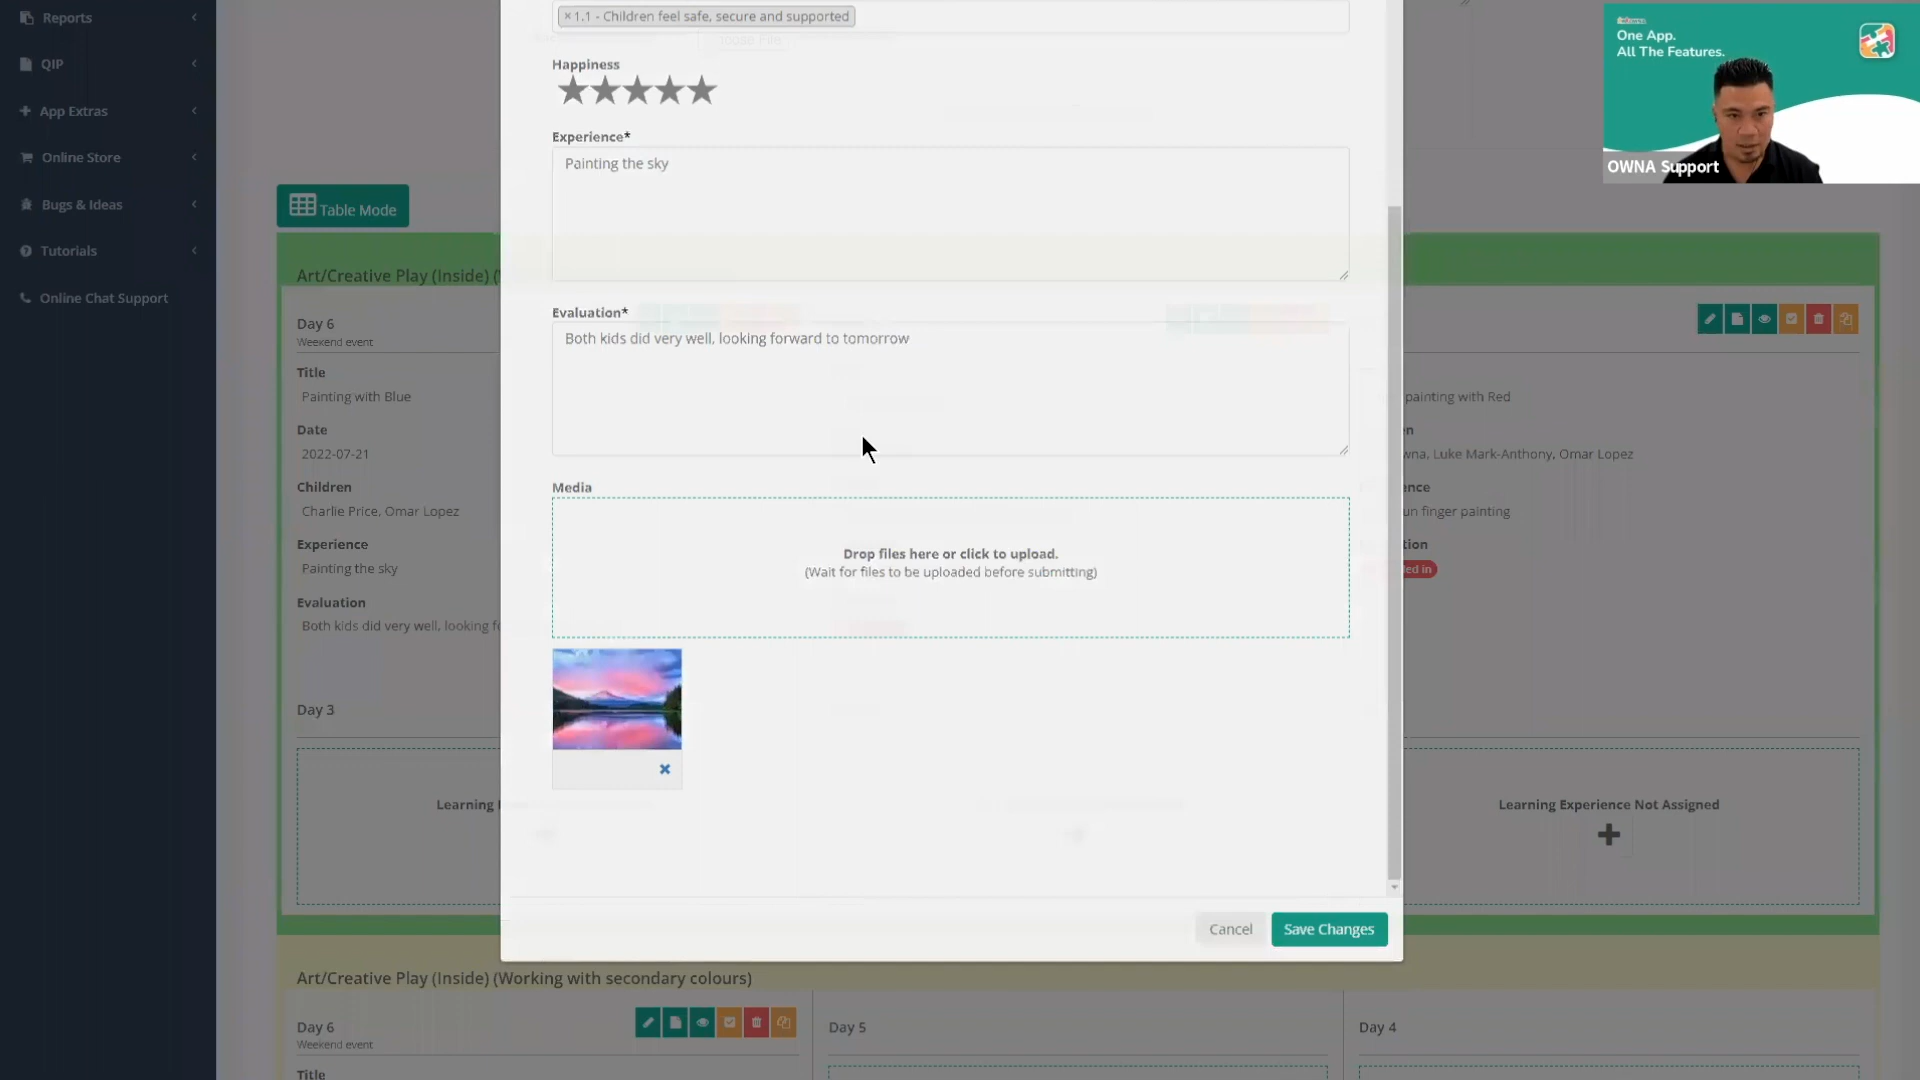 Reports
QIP
App Extras
Online Store
Bugs & Ideas
Tutorials
Online Chat Support
× 1.1 - Children feel safe, secure and supported
Happiness
Experience*
Painting the sky
Evaluation*
Both kids did very well, looking forward to tomorrow
Media
Drop files here or click to upload.
(Wait for files to be uploaded before submitting)
Cancel
Save Changes
Table Mode
Art/Creative Play (Inside) (
Day 6
Weekend event
Title
Painting with Blue
Date
2022-07-21
Children
Charlie Price, Omar Lopez
Experience
Painting the sky
Evaluation
Both kids did very well, looking fo
Day 3
Learning
painting with Red
Luke Mark-Anthony, Omar Lopez
finger painting
Learning Experience Not Assigned
Art/Creative Play (Inside) (Working with secondary colours)
Day 6
Weekend event
Title
Day 5
Day 4
One App.
All The Features.
OWNA Support